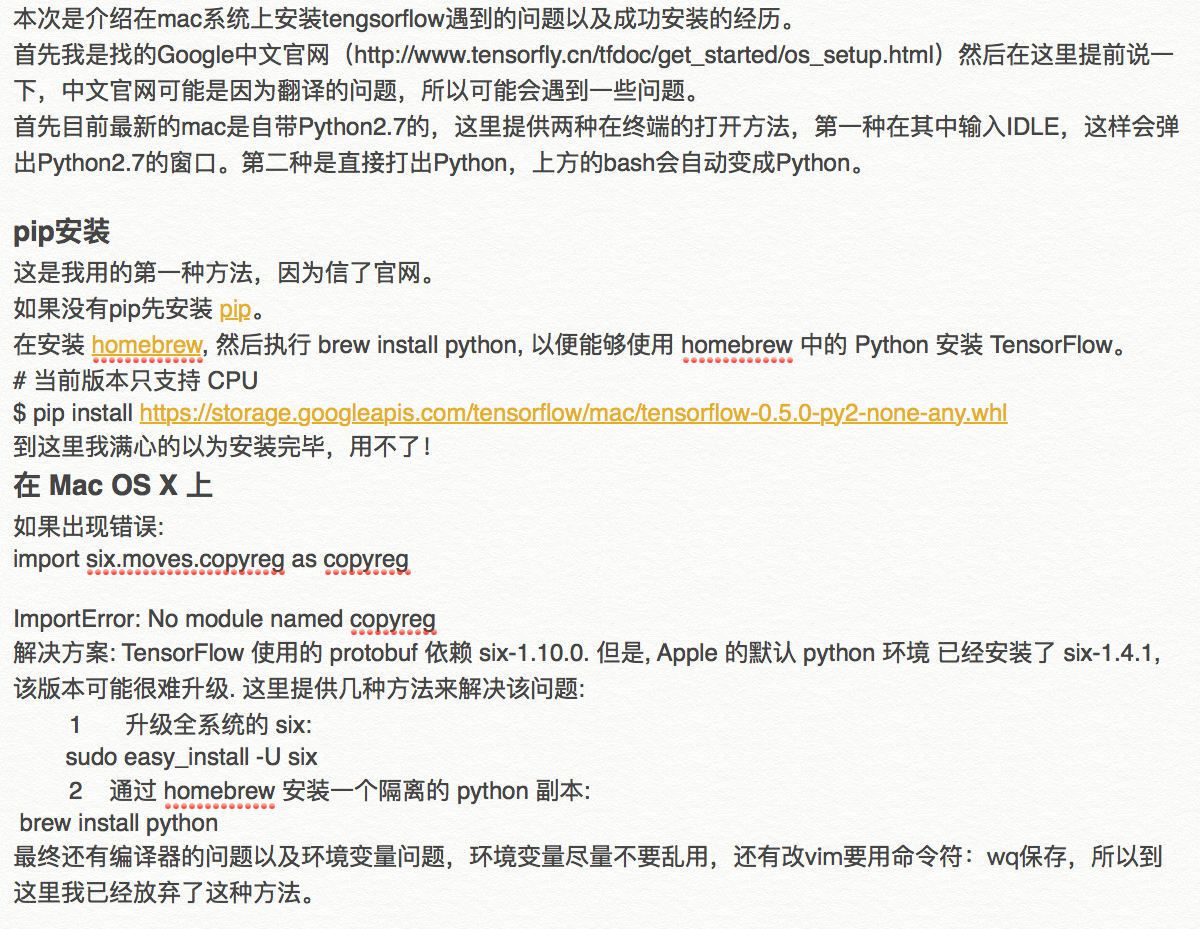 本次是介绍在mac系统上安装tengsorflow遇到的问题以及成功安装的经历。
首先我是找的Google中文官网（http://www.tensorfly.cn/tfdoc/get_started/os_setup.html）然后在这里提前说一
下，中文官网可能是因为翻译的问题，所以可能会遇到一些问题。
首先目前最新的mac是自带Python2.7的，这里提供两种在终端的打开方法，第一种在其中输入IDLE，这样会弹
出Python2.7的窗口。第二种是直接打出Python，上方的bash会自动变成Python。
pip安装
这是我用的第一种方法，因为信了官网。
如果没有pip先安装 pip。
在安装 homebrew, 然后执行 brew install python, 以便能够使用 homebrew 中的 Python 安装 TensorFlow。
# 当前版本只支持 CPU
$ pip install https://storage.googleapis.com/tensorflow/mac/tensorflow-0.5.0-py2-none-any.whl
到这里我满心的以为安装完毕，用不了！
在 Mac OS X 上
如果出现错误:
import six.moves.copyreg as copyreg
ImportError: No module named copyreg
解决方案: TensorFlow 使用的 protobuf 依赖 six-1.10.0. 但是, Apple 的默认 python 环境 已经安装了 six-1.4.1,
该版本可能很难升级. 这里提供几种方法来解决该问题:
1 升级全系统的 six:
sudo easy_install -U six
2 通过 homebrew 安装一个隔离的 python 副本:
brew install python
最终还有编译器的问题以及环境变量问题，环境变量尽量不要乱用，还有改vim要用命令符：wq保存，所以到
这里我已经放弃了这种方法。